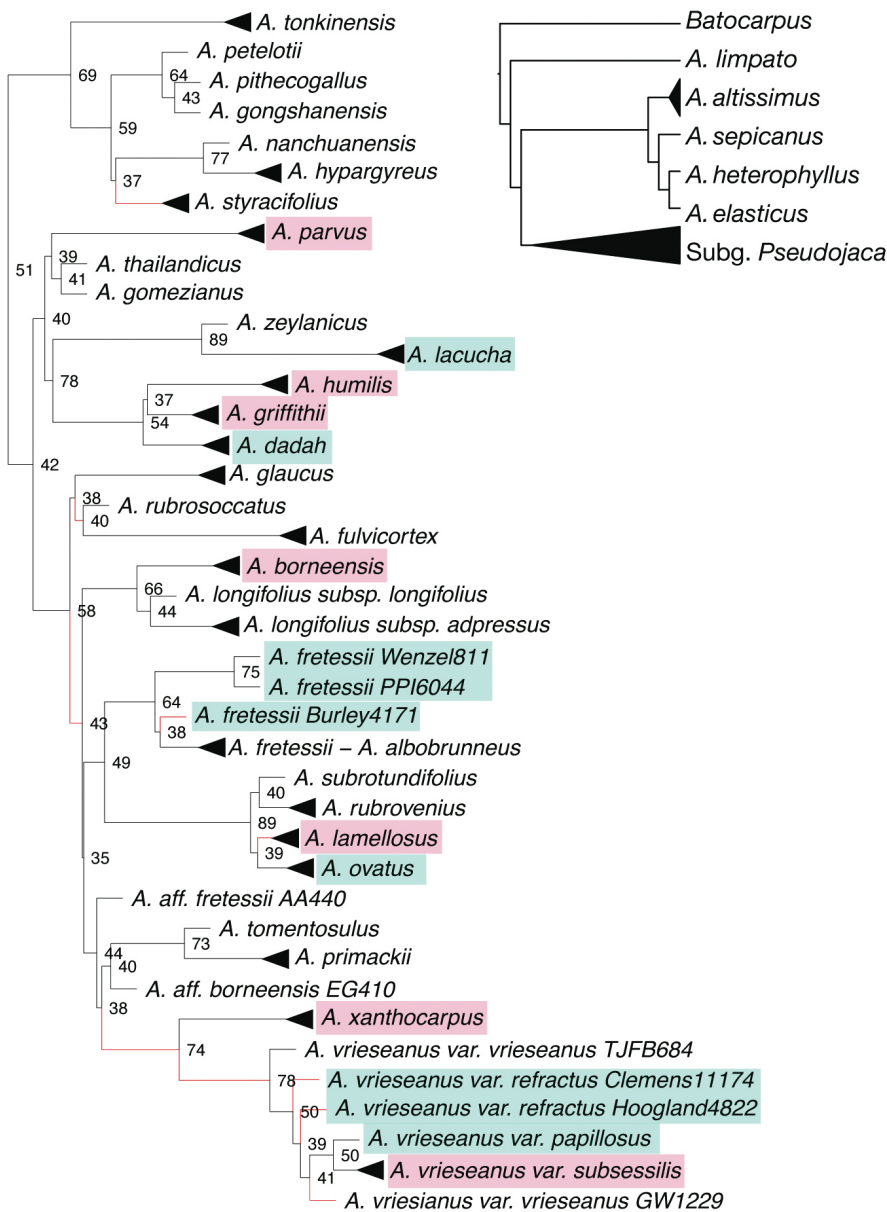 A. tonkinensis
A. petelotii
64
A. pithecogallus
69
43
A. gongshanensis
59
A. nanchuanensis
77
A. hypargyreus
37
A. styracifolius
A. parvus
39
A. thailandicus
51
41
A. gomezianus
40
A. zeylanicus
89
A. lacucha
78
A. humilis
37
A. griffithii
54
A. dadah
42
A. glaucus
38
A. rubrosoccatus
40
A. fulvicortex
A. borneensis
66
A. longifolius subsp. longifolius
58
44
A. longifolius subsp. adpressus
A. fretessii Wenzel811
75
A. fretessii PPI6044
64
A. fretessii Burley4171
43
38
A. fretessii – A. albobrunneus
49
A. subrotundifolius
40
A. rubrovenius
89
A. lamellosus
39
35
A. ovatus
A. aff. fretessii AA440
A. tomentosulus
73
44
A. primackii
40
A. aff. borneensis EG410
38
A. xanthocarpus
74
A. vrieseanus var. vrieseanus TJFB684
78
A. vrieseanus var. refractus Clemens11174
50
A. vrieseanus var. refractus Hoogland4822
39
A. vrieseanus var. papillosus
50
41
A. vrieseanus var. subsessilis
A. vriesianus var. vrieseanus GW1229
Batocarpus
A. limpato
A. altissimus
A. sepicanus
A. heterophyllus
A. elasticus
Subg. Pseudojaca